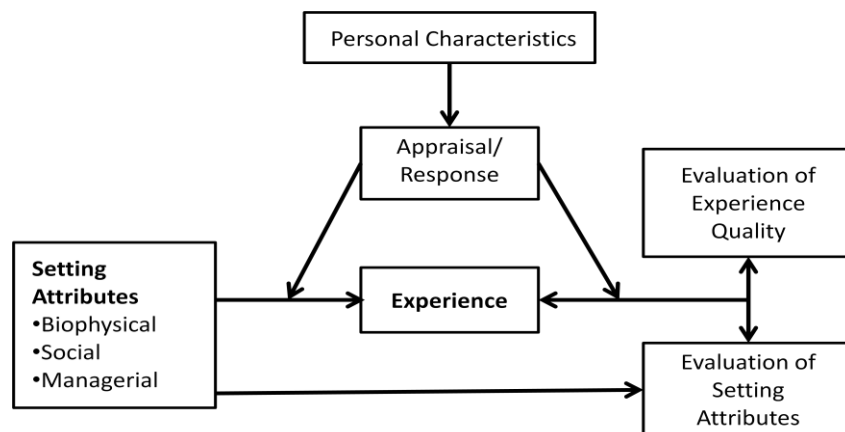 Personal Characteristics
Appraisal/
Response
Evaluation of
Experience
Quality
Setting
Attributes
•Biophysical
•Social
•Managerial
Experience
Evaluation of
Setting
Attributes